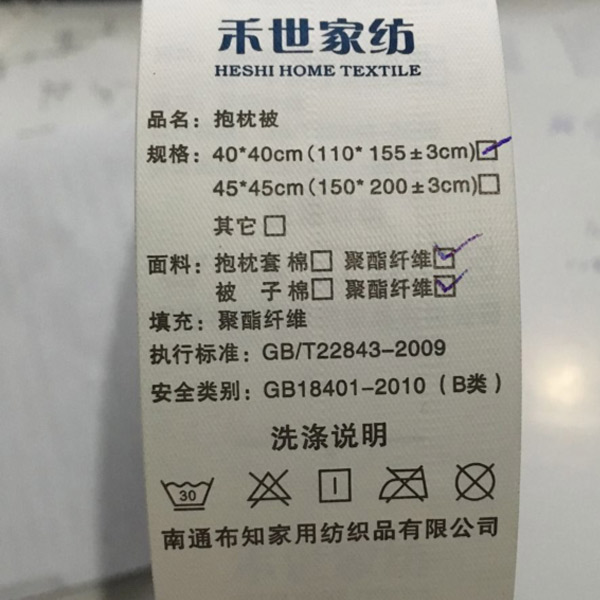 禾世家纺
HESHI HOME TEXTILE
品名：抱枕被
规格：40*40cm(110*155±3cm)☑
45*45cm(150*200±3cm)□
其它□
面料：抱枕套 棉□ 聚酯纤维☑
被 子 棉□ 聚酯纤维☑
填充：聚酯纤维
执行标准：GB/T22843-2009
安全类别：GB18401-2010（B类）
洗涤说明
30
南通布知家用纺织品有限公司